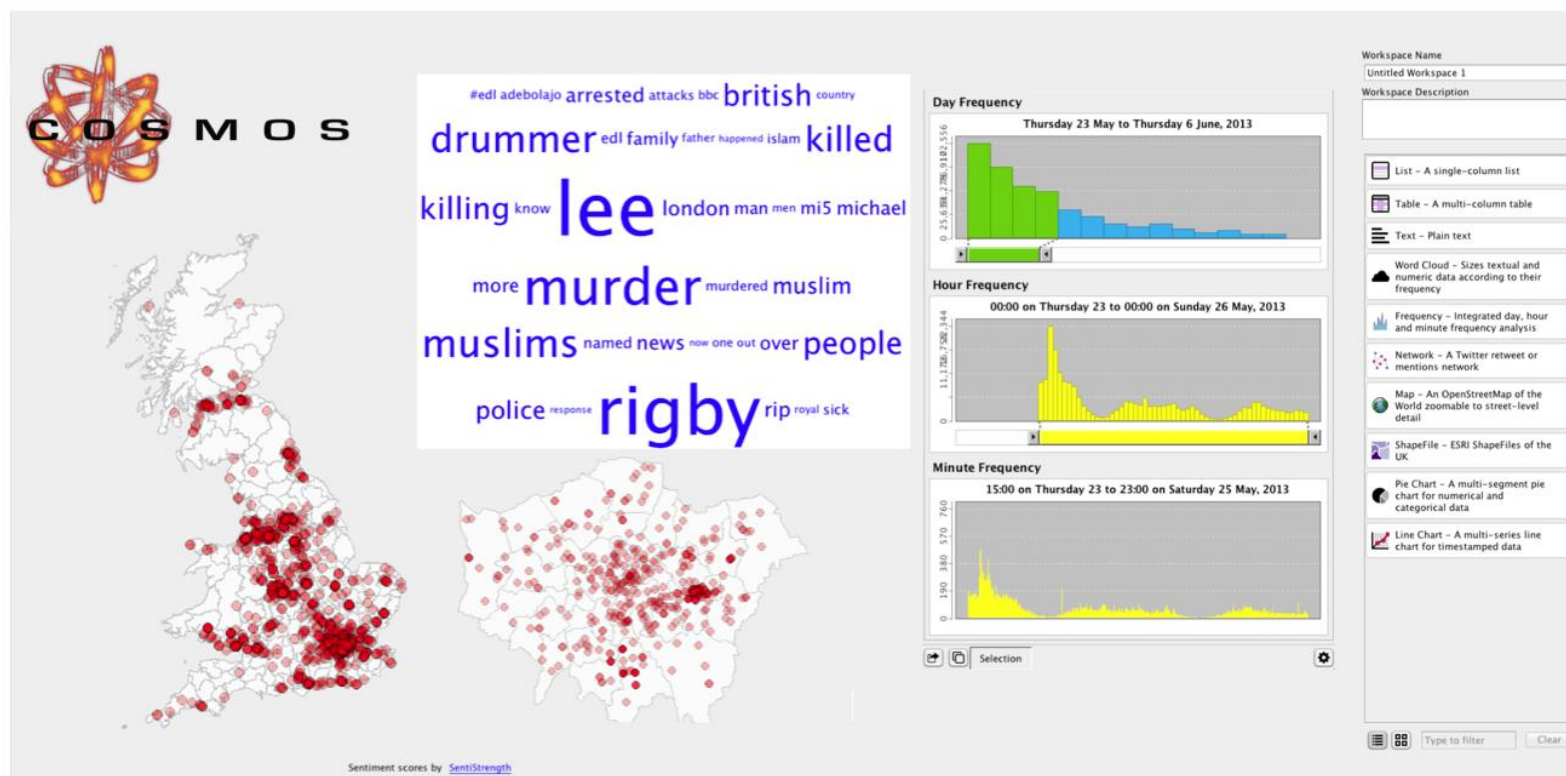 COSMOS
#edl adebolajo arrested attacks bbc british country
drummer edl family father happened islam killed
killing know lee london man men mi5 michael
more murder murdered muslim
muslims named news now one out over people
police response rigby rip royal sick
Sentiment scores by SentiStrength
Day Frequency
Thursday 23 May to Thursday 6 June, 2013
0
Hour Frequency
00:00 on Thursday 23 to 00:00 on Sunday 26 May, 2013
0
Minute Frequency
15:00 on Thursday 23 to 23:00 on Saturday 25 May, 2013
760
570
380
190
0
Selection
Workspace Name
Untitled Workspace 1
Workspace Description
List – A single-column list
Table – A multi-column table
Text – Plain text
Word Cloud – Sizes textual and
numeric data according to their
frequency
Frequency – Integrated day, hour
and minute frequency analysis
Network – A Twitter retweet or
mentions network
Map – An OpenStreetMap of the
World zoomable to street-level
detail
ShapeFile – ESRI ShapeFiles of the
UK
Pie Chart – A multi-segment pie
chart for numerical and
categorical data
Line Chart – A multi-series line
chart for timestamped data
Type to filter
Clear